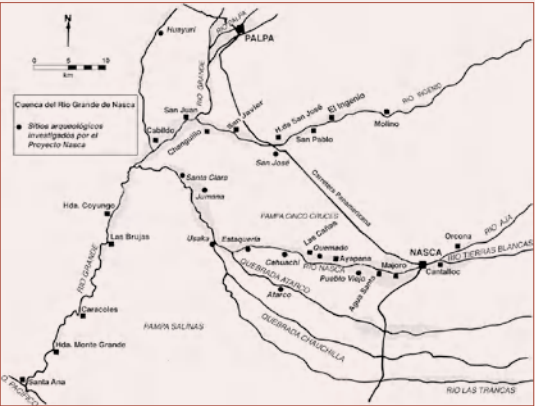 Huayuri
RIO PALPA
PALPA
N
0 5 10
km
RIO GRANDE
Cuenca del Rio Grande de Nasca
Sitios arqueológicos
investigados por el
Proyecto Nasca
San Juan
Cabildo
Changuillo
San Javier
H.da San José
El Ingenio
RIO INGENIO
Molino
San Pablo
San José
Carretera Panamericana
Santa Clara
Jumana
Hda. Coyungo
PAMPA CINCO CRUCES
Las Brujas
Usaka
Estaquería
Las Cañas
Quemado
Cahuachi
Ayapana
Orcona
RIO AJA
RIO TIERRAS BLANCAS
NASCA
RIO NASCA
Majoro
Cantalloc
Pueblo Viejo
Agua Santa
QUEBRADA ATARCO
Atarco
RIO GRANDE
Caracoles
PAMPA SALINAS
QUEBRADA CHAUCHILLA
Hda. Monte Grande
Santa Ana
O. PACIFICO
RIO LAS TRANCAS